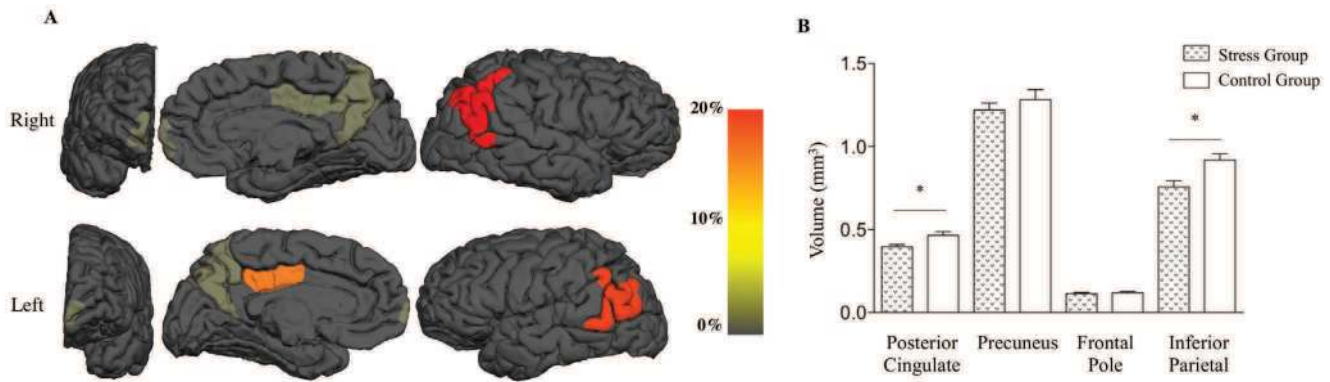 A
Right
Left
20%
10%
0%
B
Stress Group
Control Group
Volume (mm³)
1.5
1.0
0.5
0.0
*
*
Posterior
Cingulate
Precuneus
Frontal
Pole
Inferior
Parietal